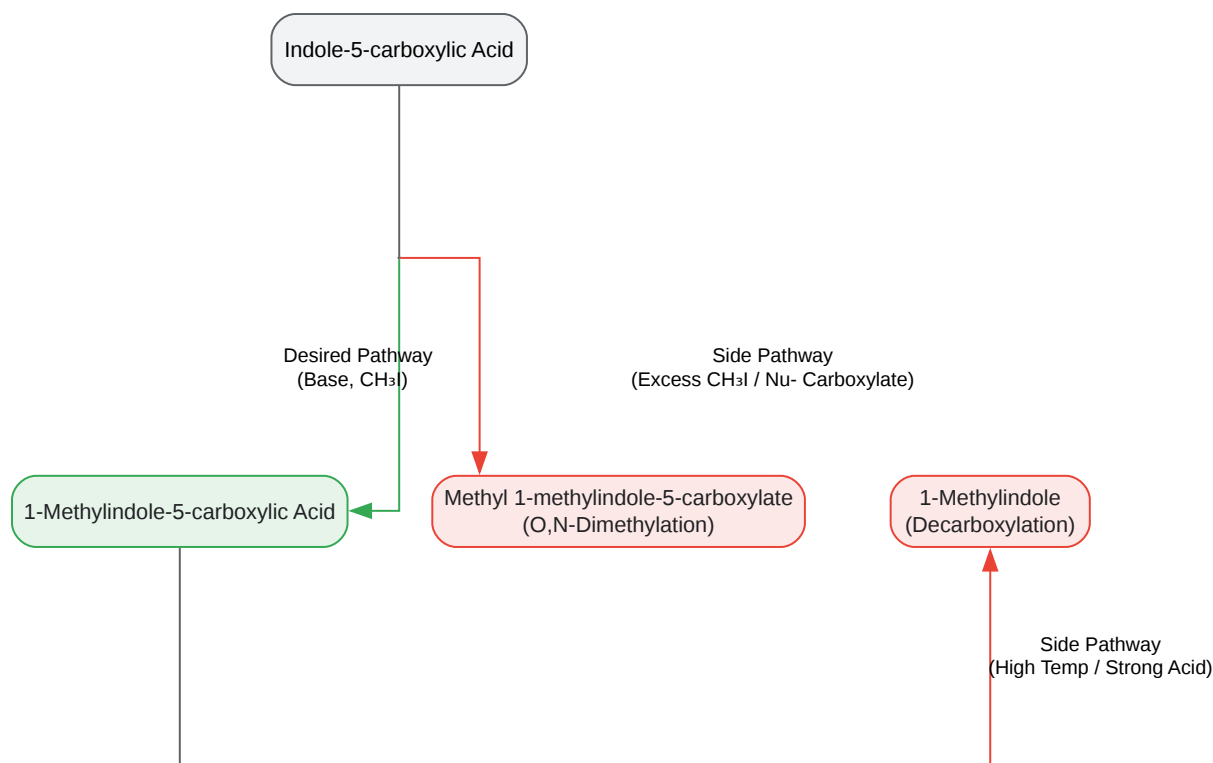 Indole-5-carboxylic Acid
Desired Pathway
(Base, CH₃I)
Side Pathway
(Excess CH₃I / Nu- Carboxylate)
1-Methylindole-5-carboxylic Acid
Methyl 1-methylindole-5-carboxylate
(O,N-Dimethylation)
1-Methylindole
(Decarboxylation)
Side Pathway
(High Temp / Strong Acid)